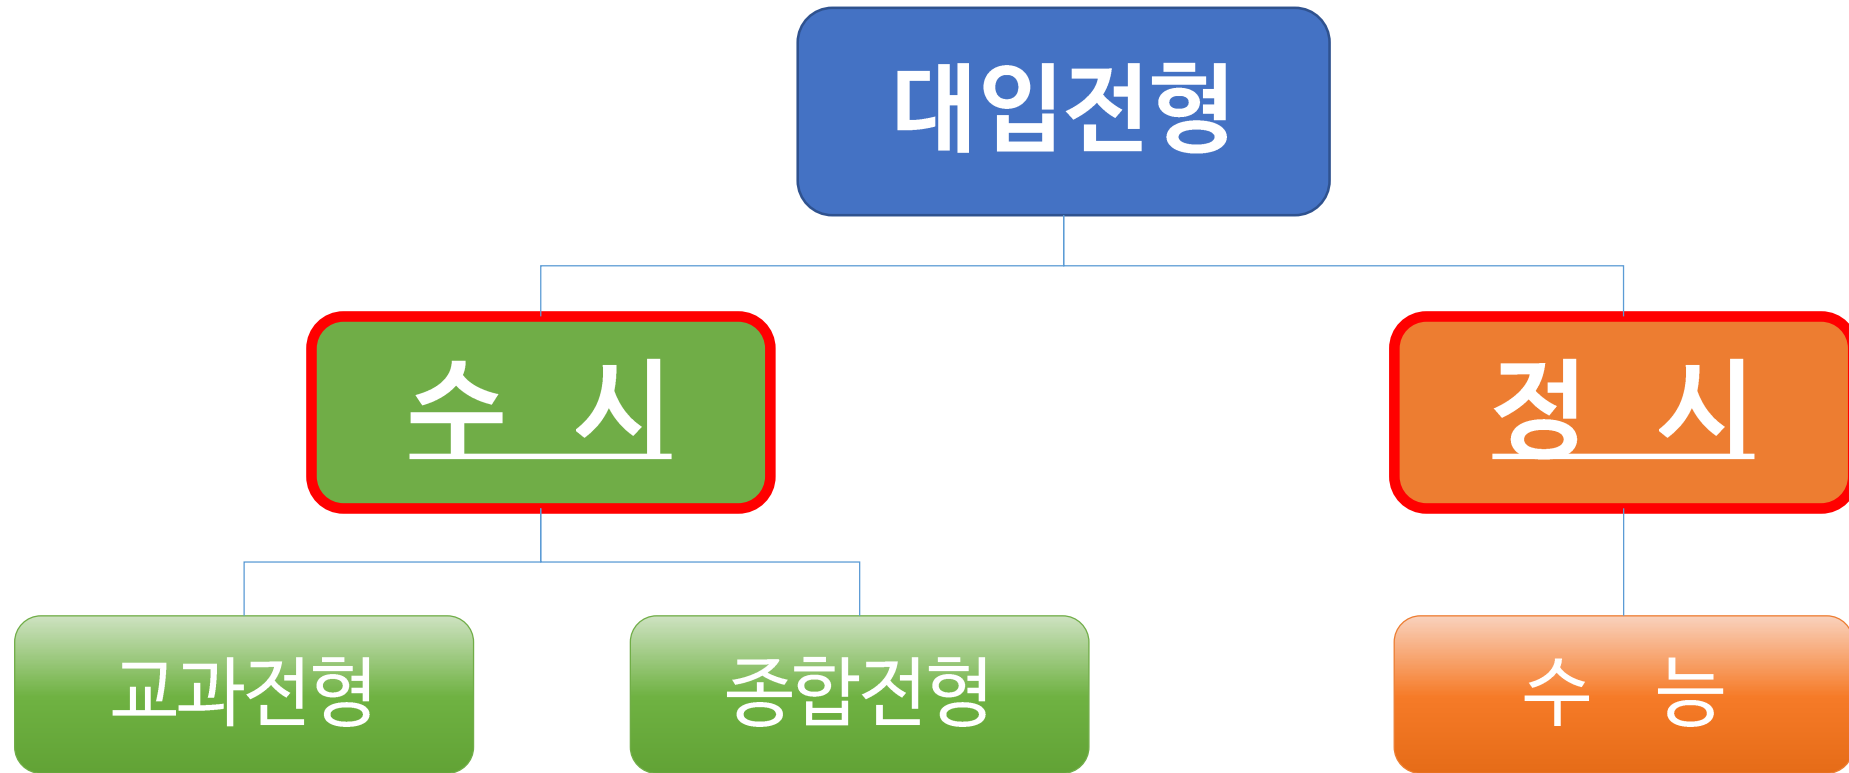 대입전형
수 시
정 시
교과전형
종합전형
수 능